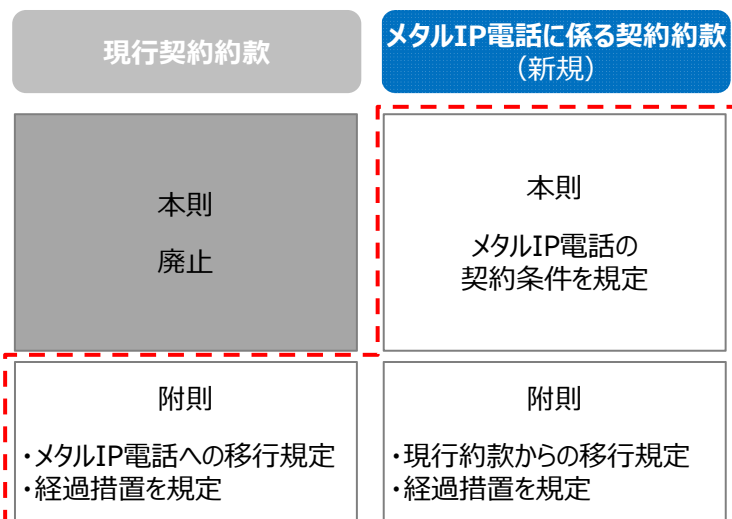 現行契約約款
メタルIP電話に係る契約約款
（新規）
本則
廃止
本則
メタルIP電話の
契約条件を規定
附則
・メタルIP電話への移行規定
・経過措置を規定
附則
・現行約款からの移行規定
・経過措置を規定